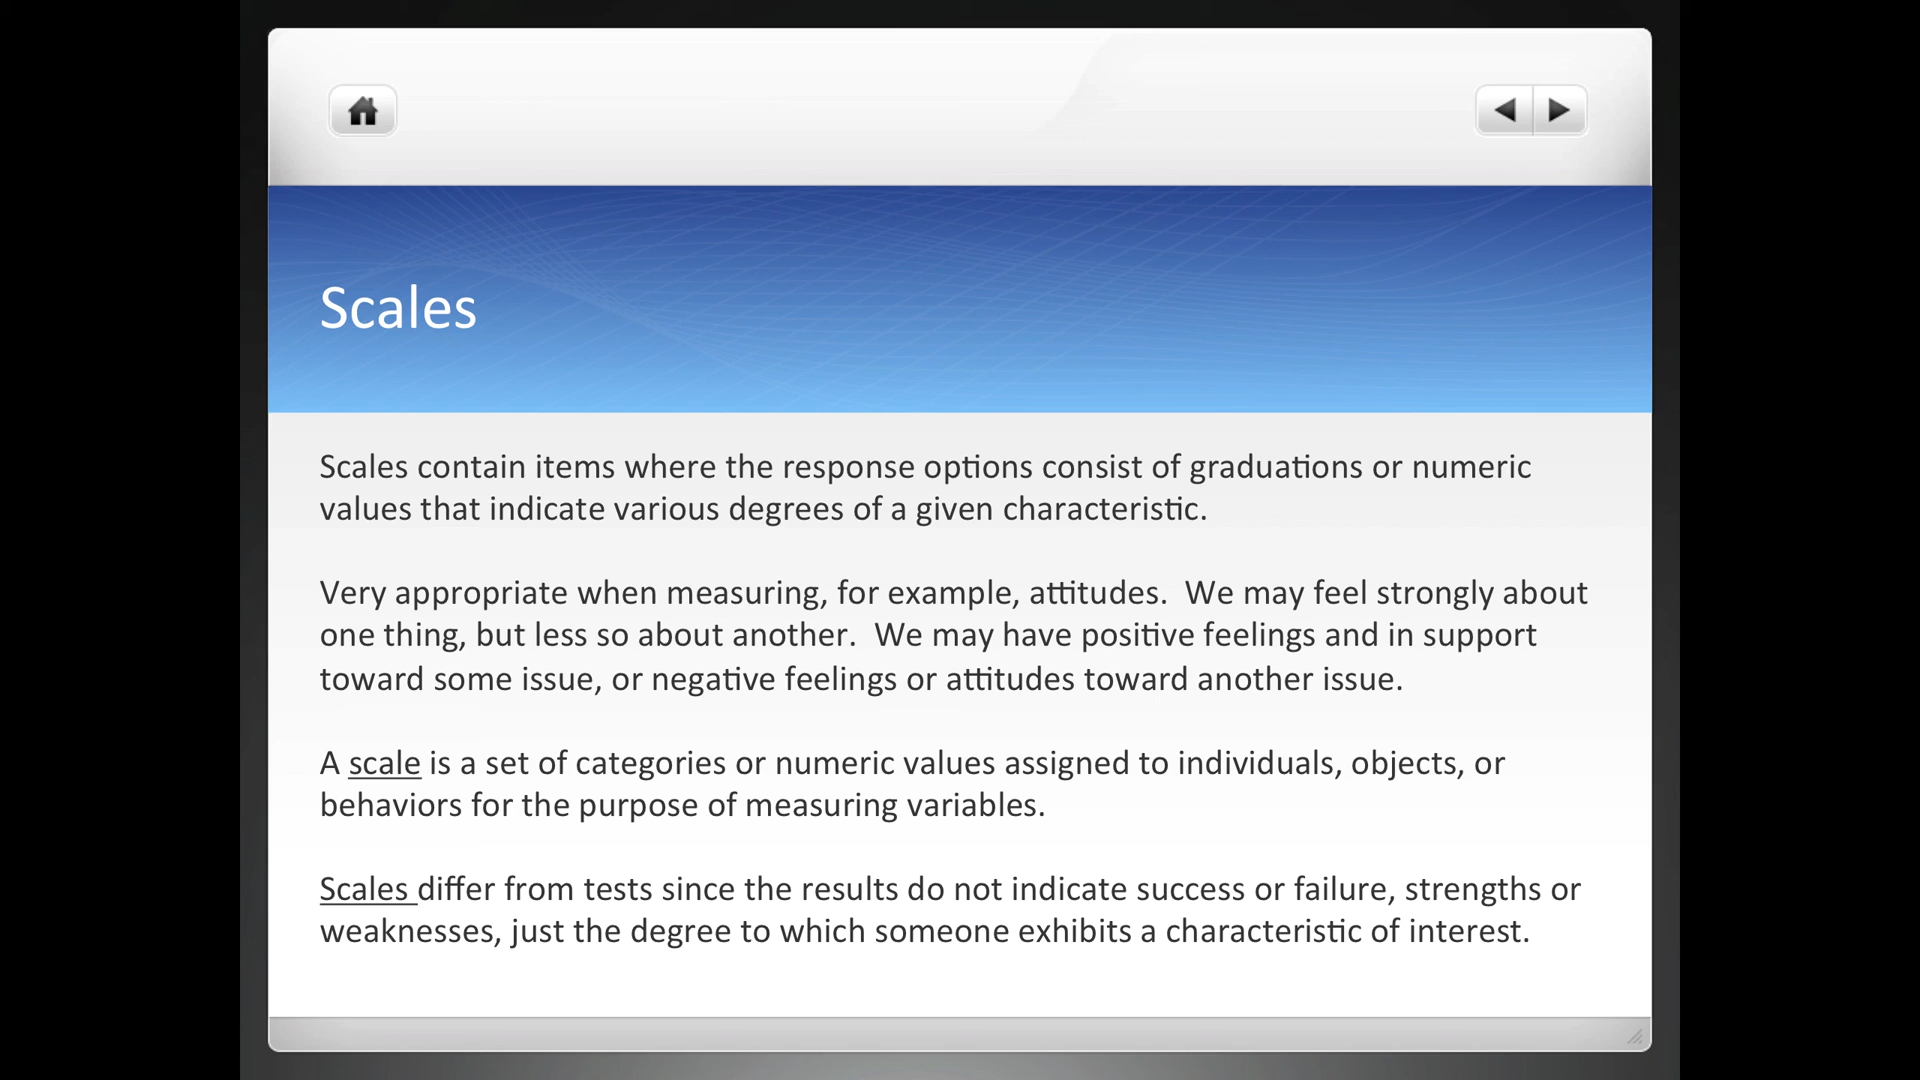 Scales
Scales contain items where the response options consist of graduations or numeric
values that indicate various degrees of a given characteristic.
Very appropriate when measuring, for example, attitudes.  We may feel strongly about
one thing, but less so about another.  We may have positive feelings and in support
toward some issue, or negative feelings or attitudes toward another issue.
A scale is a set of categories or numeric values assigned to individuals, objects, or
behaviors for the purpose of measuring variables.
Scales differ from tests since the results do not indicate success or failure, strengths or
weaknesses, just the degree to which someone exhibits a characteristic of interest.